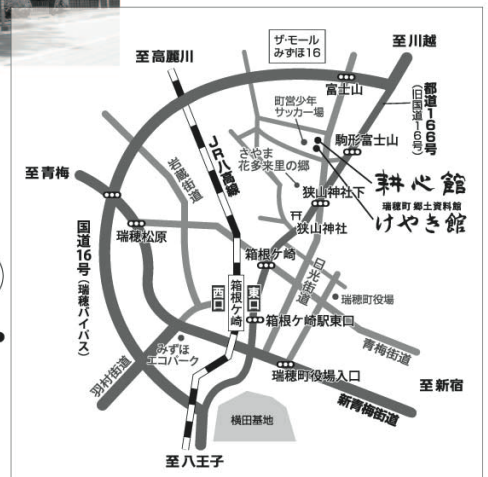 ザ・モール
みずほ16
至川越
至高麗川
富士山
都道166号
(旧国道16号)
町営少年
サッカー場
駒形富士山
JR八高線
さやま
花多来里の郷
岩蔵街道
至青梅
耕心館
狭山神社下
瑞穂町 郷土資料館
けやき館
狭山神社
瑞穂松原
箱根ケ崎
国道16号(瑞穂バイパス)
日光街道
西口
箱根ケ崎
東口
瑞穂町役場
箱根ケ崎駅東口
みずほ
エコパーク
青梅街道
羽村街道
瑞穂町役場入口
至新宿
新青梅街道
横田基地
至八王子